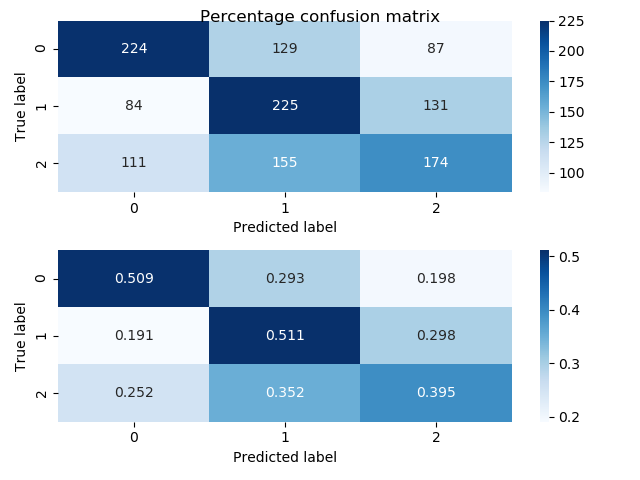 Percentage confusion matrix
0 224 129 87
1 84 225 131
2 111 155 174
0 1 2
Predicted label
True label
225
200
175
150
125
100
0 0.509 0.293 0.198
1 0.191 0.511 0.298
2 0.252 0.352 0.395
0 1 2
Predicted label
True label
0.5
0.4
0.3
0.2